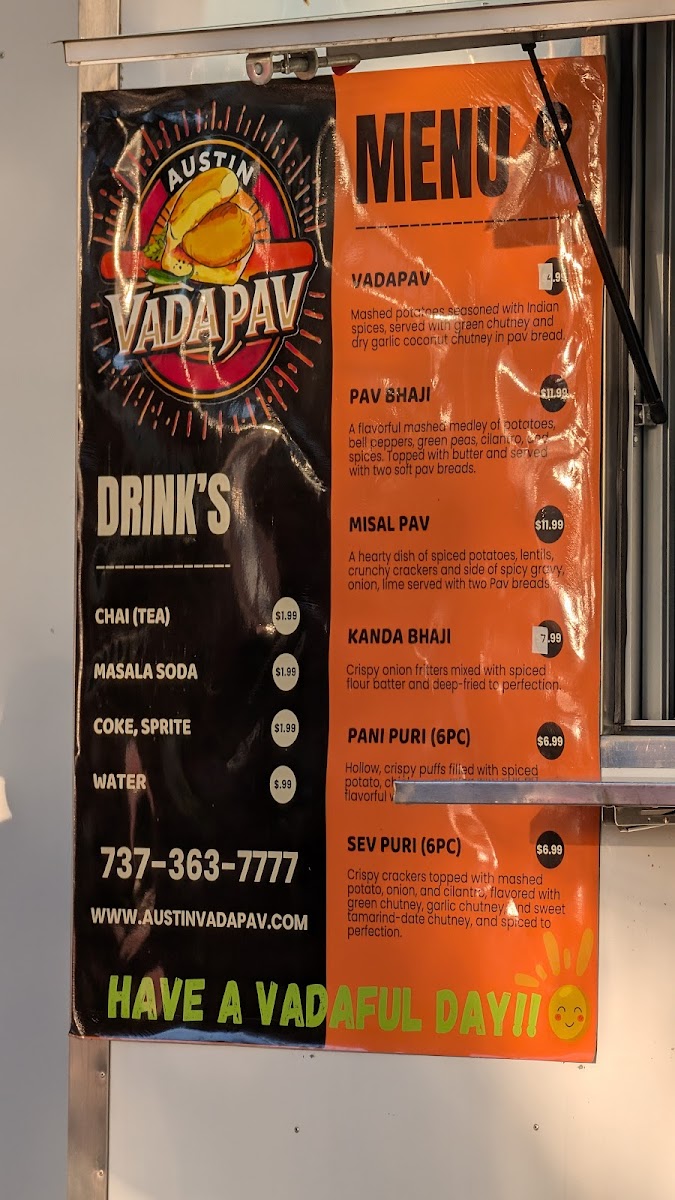 AUSTIN
VADAPAV
DRINK'S
CHAI (TEA) $1.99
MASALA SODA $1.99
COKE, SPRITE $1.99
WATER $.99
737-363-7777
WWW.AUSTINVADAPAV.COM
MENU
VADAPAV 4.99
Mashed potatoes seasoned with Indian
spices, served with green chutney and
dry garlic coconut chutney in pav bread.
PAV BHAJI $11.99
A flavorful mashed medley of potatoes,
bell peppers, green peas, cilantro, and
spices. Topped with butter and served
with two soft pav breads.
MISAL PAV $11.99
A hearty dish of spiced potatoes, lentils,
crunchy crackers and side of spicy gravy,
onion, lime served with two Pav breads.
KANDA BHAJI 7.99
Crispy onion fritters mixed with spiced
flour batter and deep-fried to perfection.
PANI PURI (6PC) $6.99
Hollow, crispy puffs filled with spiced
potato,
flavorful
SEV PURI (6PC) $6.99
Crispy crackers topped with mashed
potato, onion, and cilantro, flavored with
green chutney, garlic chutney and sweet
tamarind-date chutney, and spiced to
perfection.
HAVE A VADAFUL DAY!!